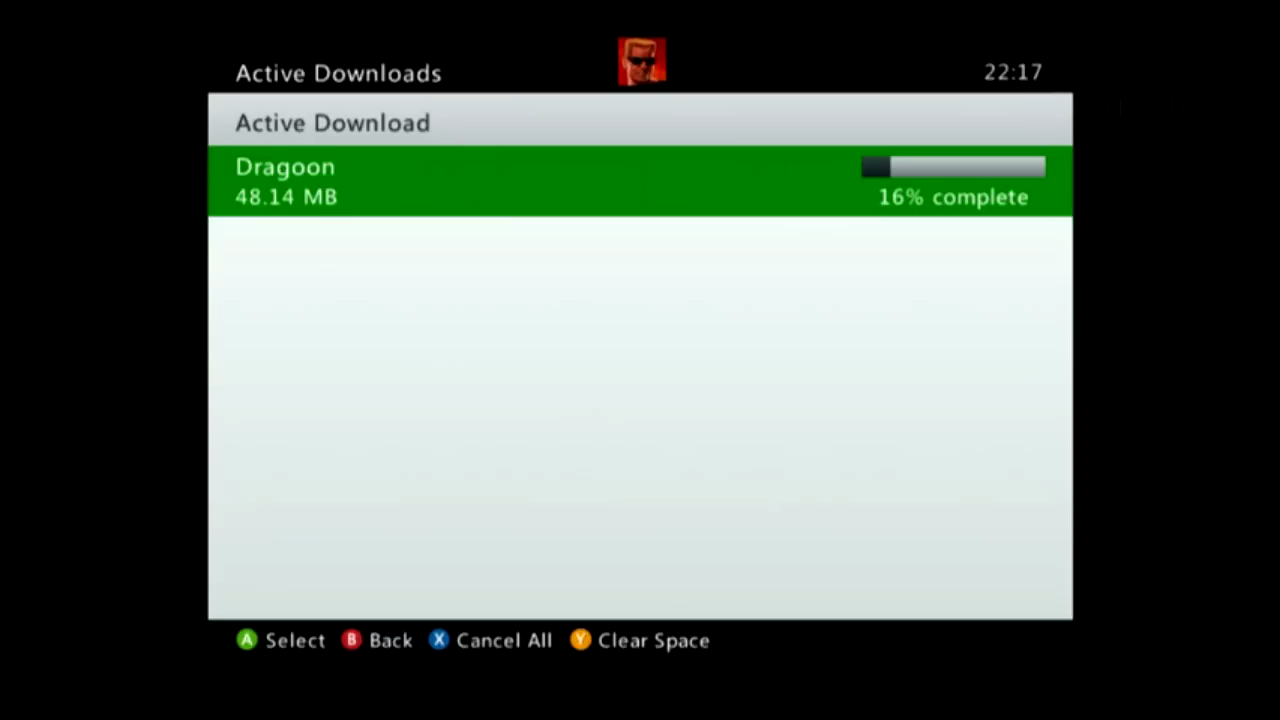 Active Downloads
22:17
Active Download
Dragoon
48.14 MB
16% complete
A Select B Back X Cancel All Y Clear Space